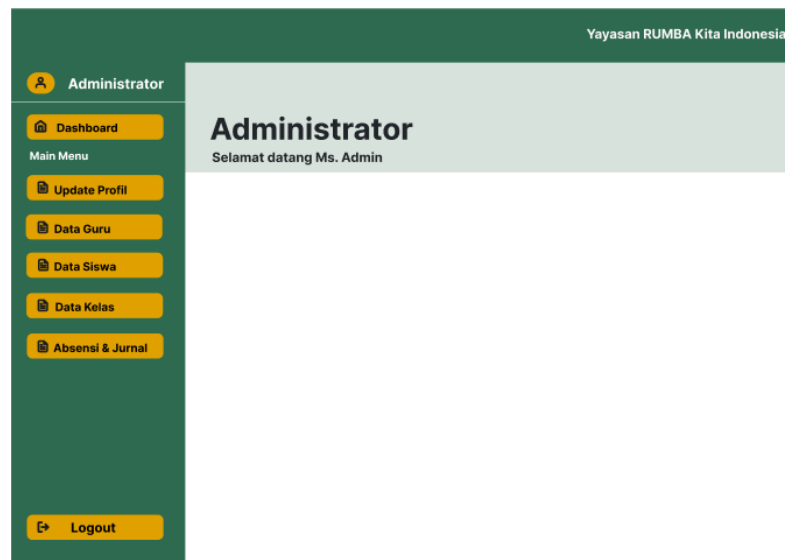 Yayasan RUMBA Kita Indonesia
Administrator
Dashboard
Main Menu
Update Profil
Data Guru
Data Siswa
Data Kelas
Absensi & Jurnal
Logout
Administrator
Selamat datang Ms. Admin